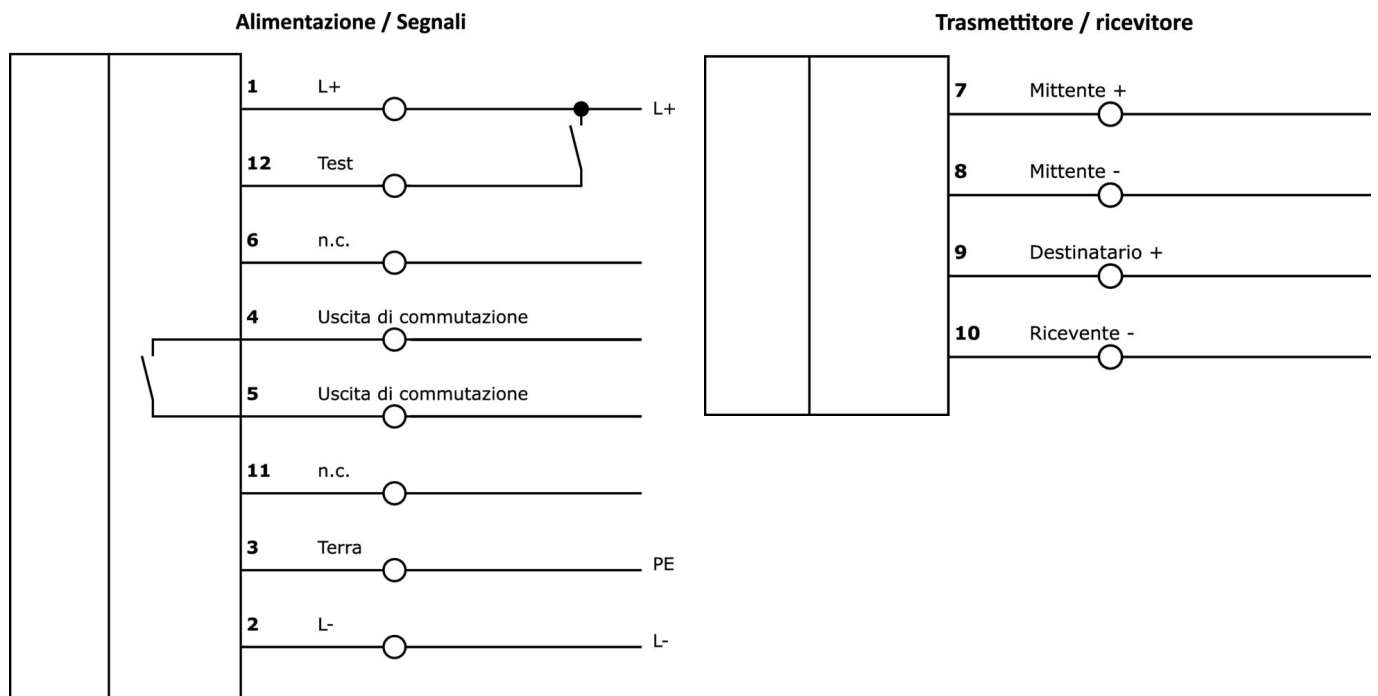 Alimentazione / Segnali
1 L+ L+
12 Test
6 n.c.
4 Uscita di commutazione
5 Uscita di commutazione
11 n.c.
3 Terra PE
2 L- L-
Trasmettitore / ricevitore
7 Mittente +
8 Mittente -
9 Destinatario +
10 Ricevente -